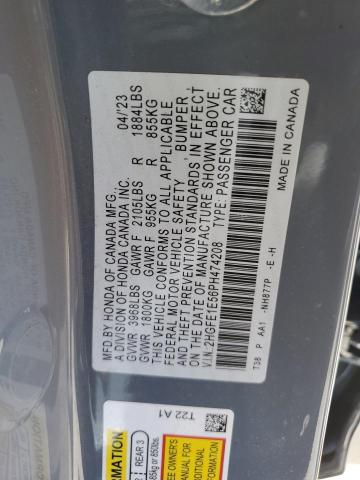 MFD. BY HONDA OF CANADA MFG. 04/23
A DIVISION OF HONDA CANADA INC.
GVWR 3968LBS GAWR F 2105LBS R 1884LBS
GVWR 1800KG GAWR F 955KG R 855KG
THIS VEHICLE CONFORMS TO ALL APPLICABLE
FEDERAL MOTOR VEHICLE SAFETY, BUMPER
AND THEFT PREVENTION STANDARDS IN EFFECT
ON THE DATE OF MANUFACTURE SHOWN ABOVE.
V.I.N.:2HGFE1E56PH474208 TYPE:PASSENGER CAR
T38 P AA1 -NH877P -E -H
MADE IN CANADA
T22 A1
REAR 3